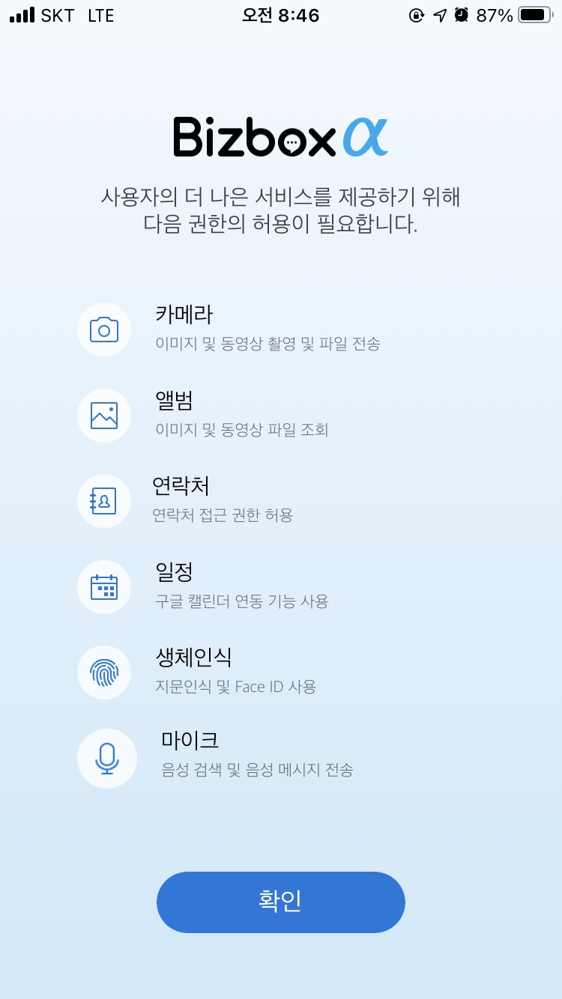 SKT LTE 오전 8:46 87%
Bizbox α
사용자의 더 나은 서비스를 제공하기 위해
다음 권한의 허용이 필요합니다.
카메라
이미지 및 동영상 촬영 및 파일 전송
앨범
이미지 및 동영상 파일 조회
연락처
연락처 접근 권한 허용
일정
구글 캘린더 연동 기능 사용
생체인식
지문인식 및 Face ID 사용
마이크
음성 검색 및 음성 메시지 전송
확인